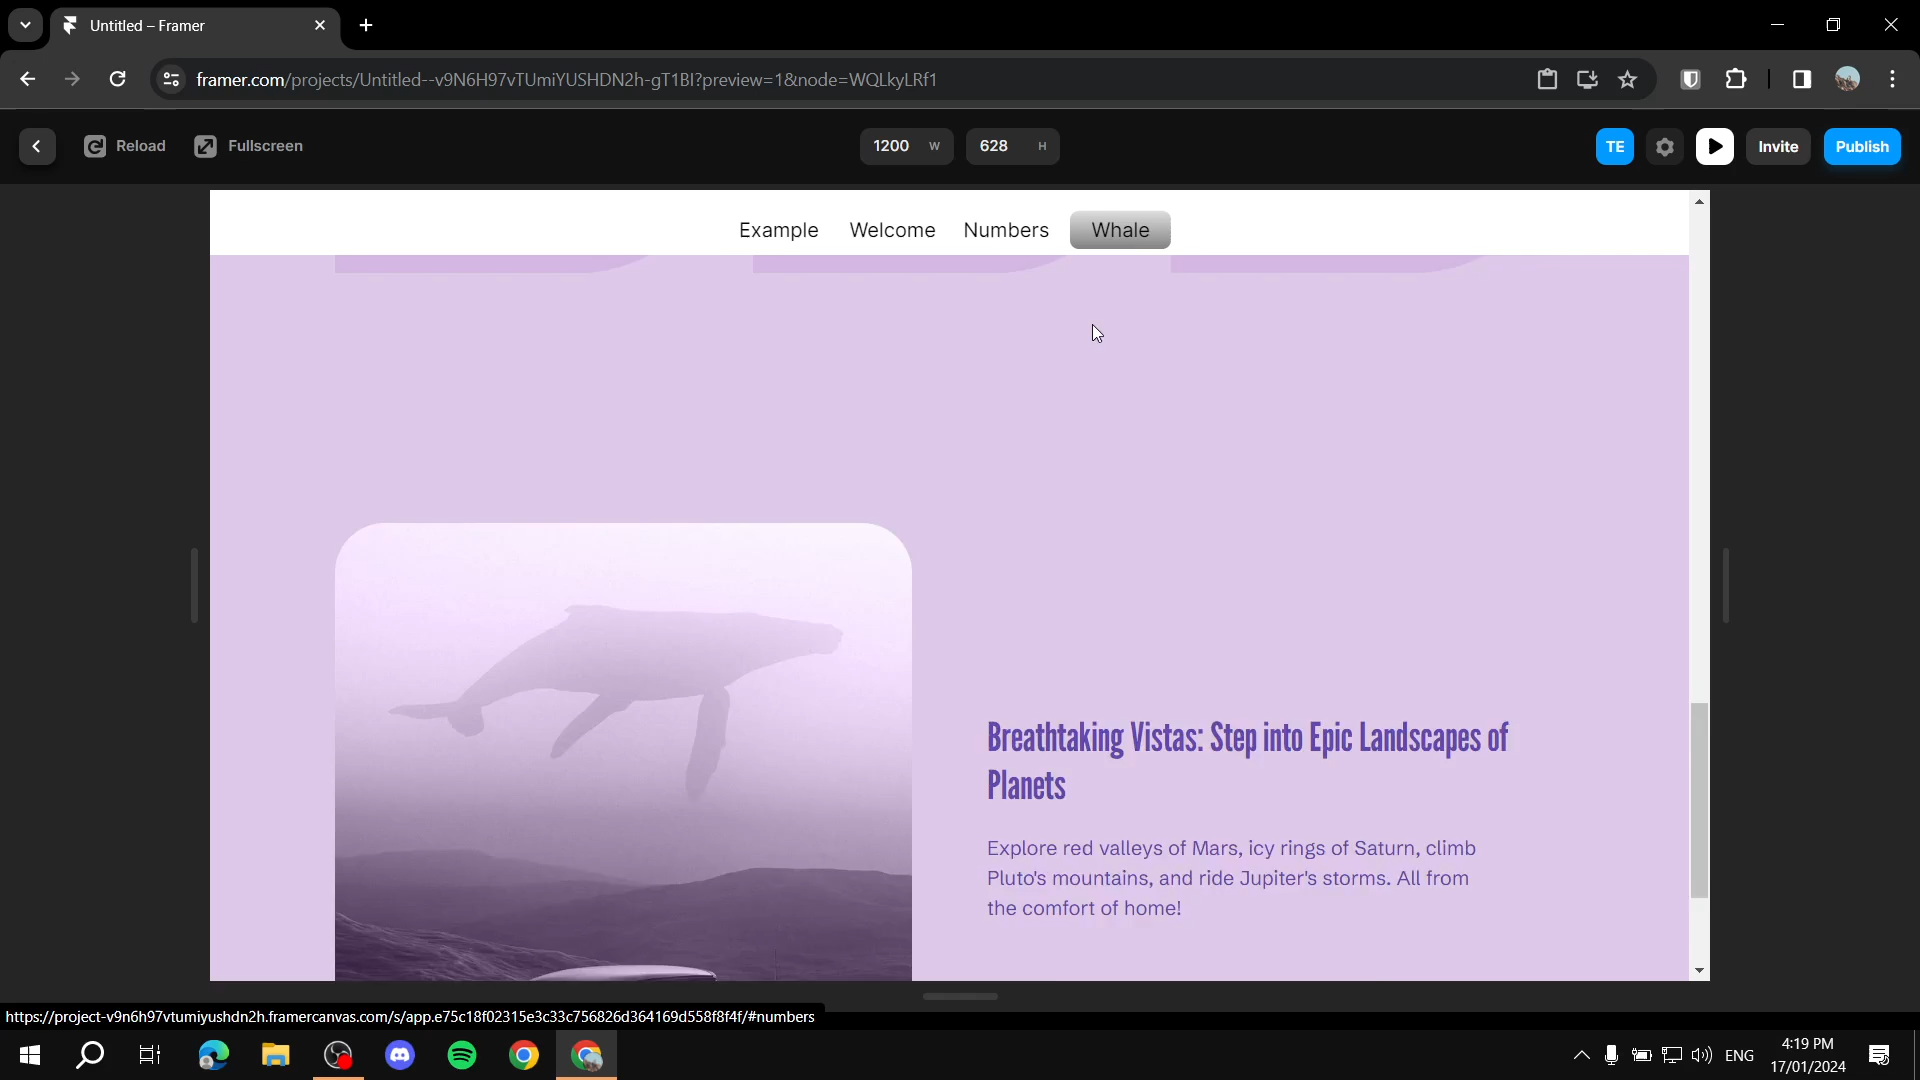 Untitled – Framer
framer.com/projects/Untitled--v9N6H97vTUmiYUSHDN2h-gT1BI?preview=1&node=WQLkyLRf1
Reload
Fullscreen
1200 W
628 H
TE
Invite
Publish
Example
Welcome
Numbers
Whale
Breathtaking Vistas: Step into Epic Landscapes of
Planets
Explore red valleys of Mars, icy rings of Saturn, climb
Pluto's mountains, and ride Jupiter's storms. All from
the comfort of home!
https://project-v9n6h97vtumiyushdn2h.framercanvas.com/s/app.e75c18f02315e3c33c756826d364169d558f8f4f/#numbers
ENG
4:19 PM
17/01/2024